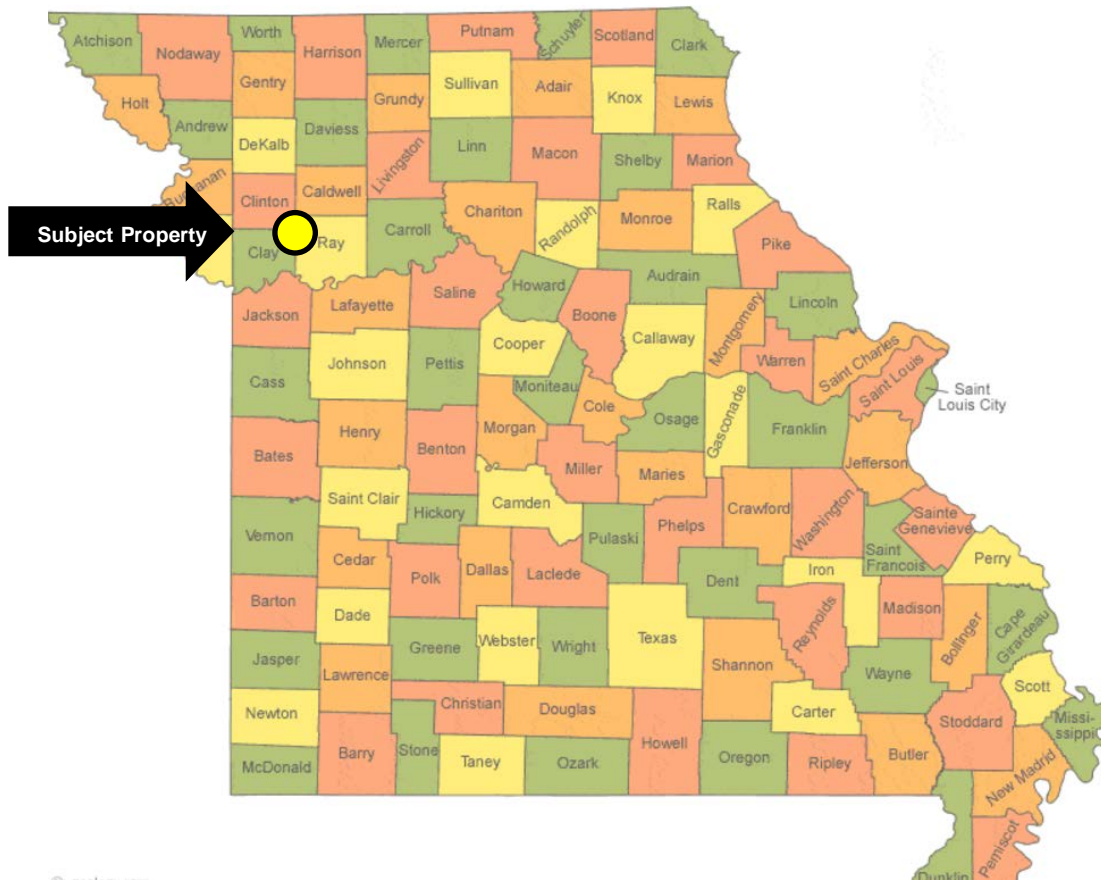 Atchison
Nodaway
Worth
Harrison
Mercer
Putnam
Schuyler
Scotland
Clark
Holt
Gentry
Grundy
Sullivan
Adair
Knox
Lewis
Andrew
DeKalb
Daviess
Livingston
Linn
Macon
Shelby
Marion
Clinton
Caldwell
Chariton
Randolph
Monroe
Ralls
Pike
Subject Property
Clay
Ray
Carroll
Howard
Audrain
Lincoln
Jackson
Lafayette
Saline
Boone
Callaway
Montgomery
Warren
Saint Charles
Saint Louis
Saint
Louis City
Cass
Johnson
Pettis
Cooper
Moniteau
Cole
Osage
Gasconade
Franklin
Jefferson
Bates
Henry
Benton
Morgan
Miller
Maries
Crawford
Washington
Sainte
Genevieve
Saint Clair
Hickory
Camden
Pulaski
Phelps
Saint
Francois
Perry
Vernon
Cedar
Polk
Dallas
Laclede
Dent
Iron
Madison
Cape
Girardeau
Barton
Dade
Greene
Webster
Wright
Texas
Reynolds
Bollinger
Jasper
Lawrence
Shannon
Wayne
Scott
Newton
Christian
Douglas
Carter
Stoddard
Missi-
ssippi
McDonald
Barry
Stone
Taney
Ozark
Howell
Oregon
Ripley
Butler
New Madrid
Dunklin
Pemiscot